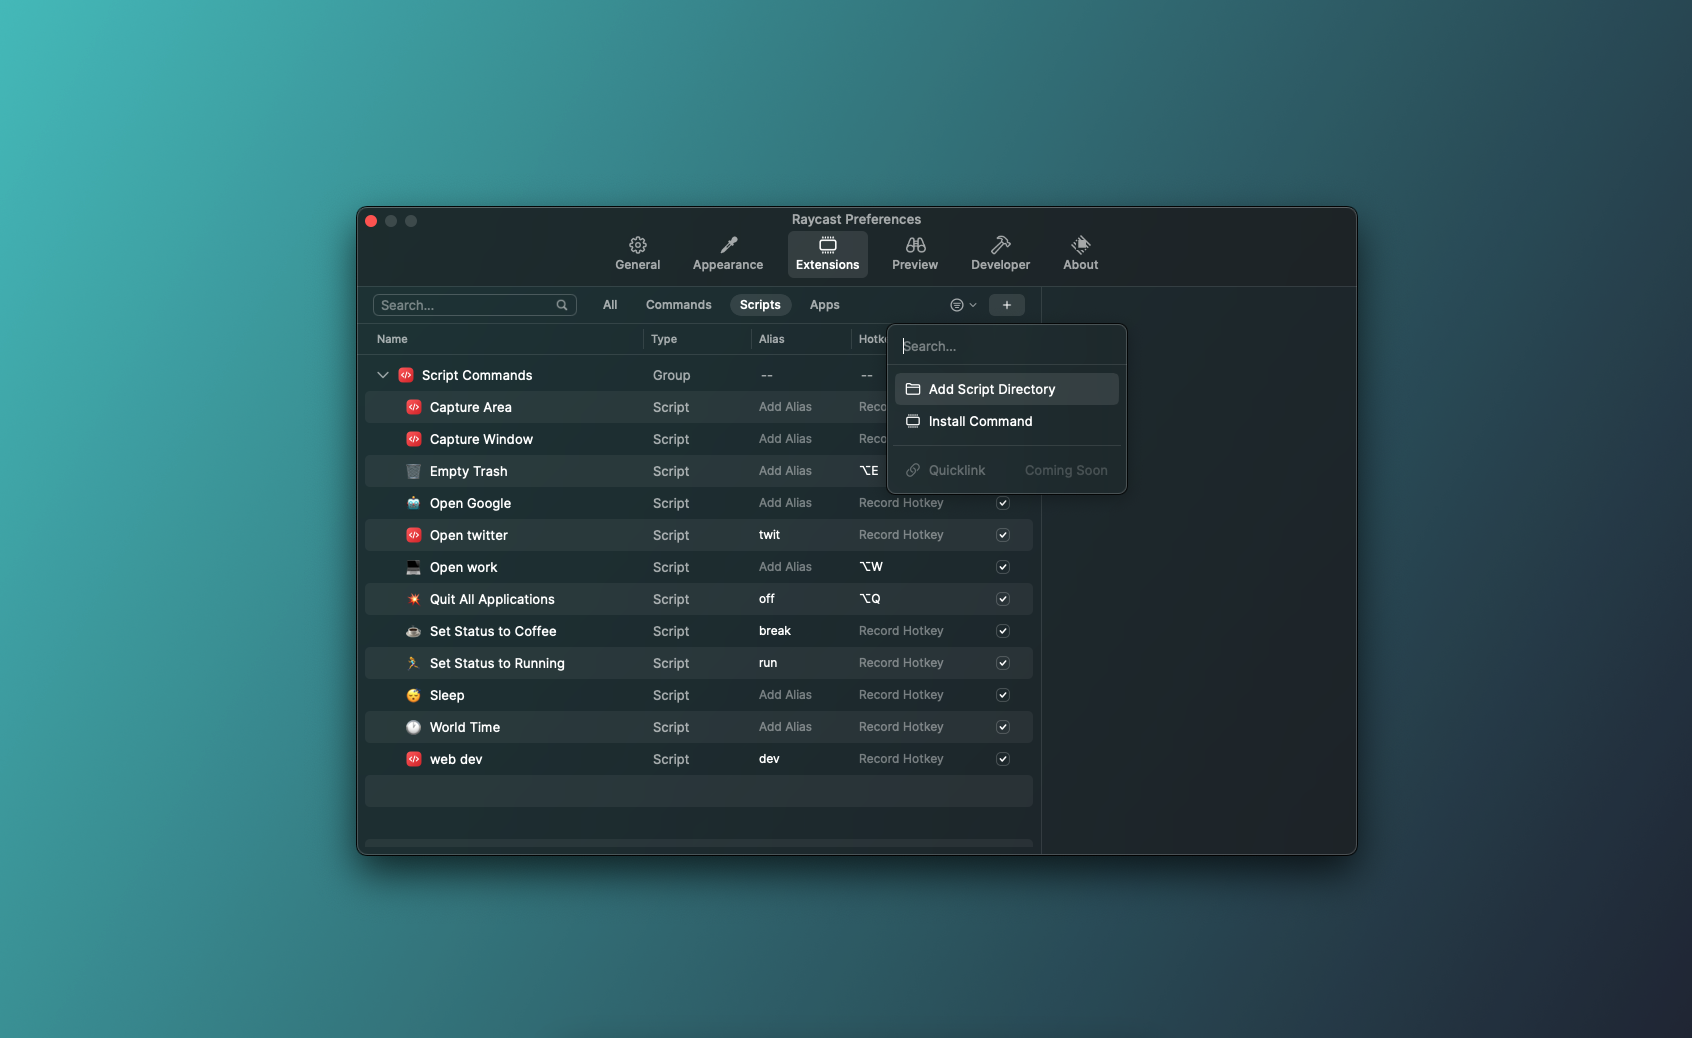 Raycast Preferences
General Appearance Extensions Preview Developer About
Search... All Commands Scripts Apps +
Name Type Alias Hotke
Search...
Script Commands Group -- --
Add Script Directory
Capture Area Script Add Alias Reco
Install Command
Capture Window Script Add Alias Reco
Empty Trash Script Add Alias ⌥E
Quicklink Coming Soon
Open Google Script Add Alias Record Hotkey
Open twitter Script twit Record Hotkey
Open work Script Add Alias ⌥W
Quit All Applications Script off ⌥Q
Set Status to Coffee Script break Record Hotkey
Set Status to Running Script run Record Hotkey
Sleep Script Add Alias Record Hotkey
World Time Script Add Alias Record Hotkey
web dev Script dev Record Hotkey